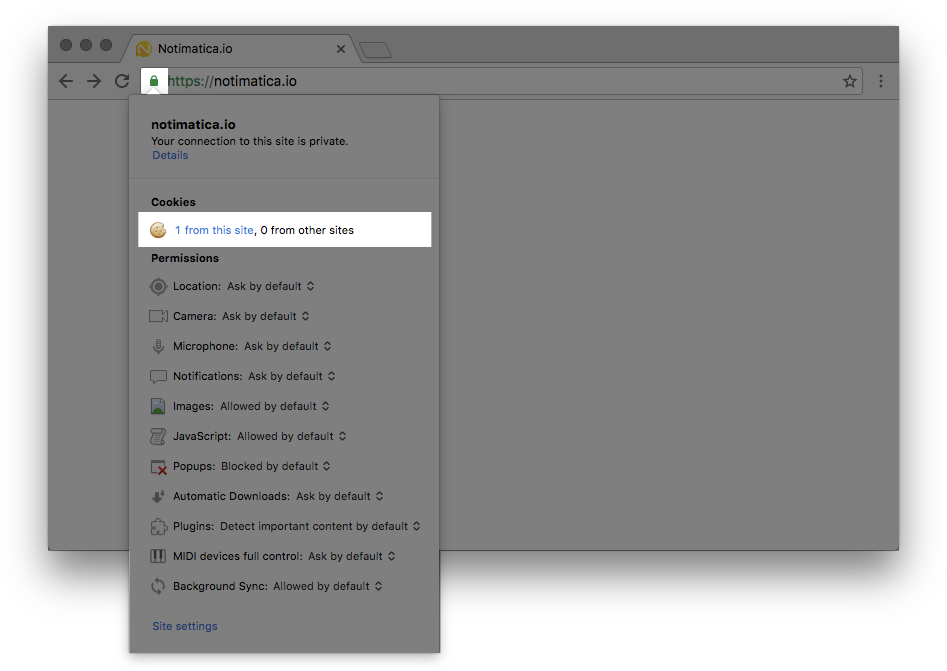 Notimatica.io
https://notimatica.io
notimatica.io
Your connection to this site is private.
Details
Cookies
1 from this site, 0 from other sites
Permissions
Location: Ask by default
Camera: Ask by default
Microphone: Ask by default
Notifications: Ask by default
Images: Allowed by default
JavaScript: Allowed by default
Popups: Blocked by default
Automatic Downloads: Ask by default
Plugins: Detect important content by default
MIDI devices full control: Ask by default
Background Sync: Allowed by default
Site settings